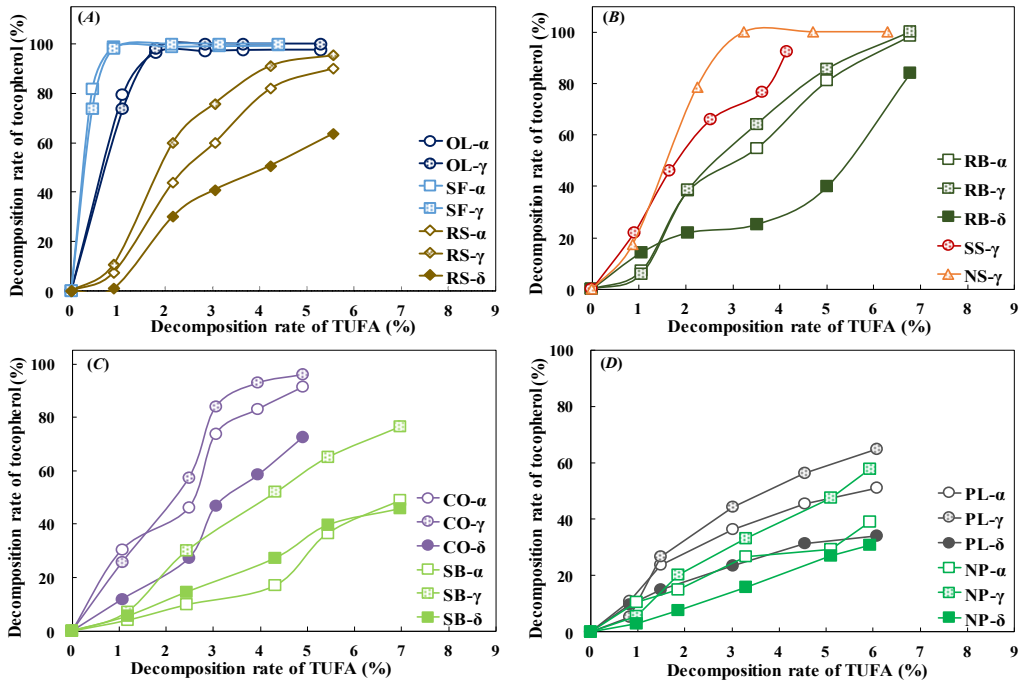 (A)
Decomposition rate of tocopherol (%)
100
80
60
40
20
0
0 1 2 3 4 5 6 7 8 9
Decomposition rate of TUFA (%)
OL-α
OL-γ
SF-α
SF-γ
RS-α
RS-γ
RS-δ
(B)
Decomposition rate of tocopherol (%)
100
80
60
40
20
0
0 1 2 3 4 5 6 7 8 9
Decomposition rate of TUFA (%)
RB-α
RB-γ
RB-δ
SS-γ
NS-γ
(C)
Decomposition rate of tocopherol (%)
100
80
60
40
20
0
0 1 2 3 4 5 6 7 8 9
Decomposition rate of TUFA (%)
CO-α
CO-γ
CO-δ
SB-α
SB-γ
SB-δ
(D)
Decomposition rate of tocopherol (%)
100
80
60
40
20
0
0 1 2 3 4 5 6 7 8 9
Decomposition rate of TUFA (%)
PL-α
PL-γ
PL-δ
NP-α
NP-γ
NP-δ